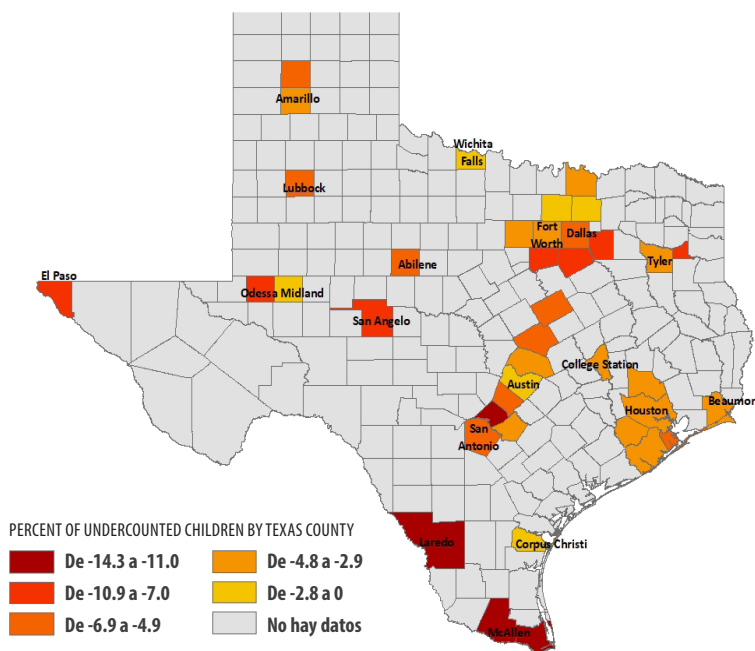 Amarillo
Wichita
Falls
Lubbock
Fort
Worth
Dallas
Abilene
Tyler
El Paso
Odessa Midland
San Angelo
College Station
Austin
Houston
Beaumon
San
Antonio
Laredo
Corpus Christi
McAllen
PERCENT OF UNDERCOUNTED CHILDREN BY TEXAS COUNTY
De -14.3 a -11.0
De -4.8 a -2.9
De -10.9 a -7.0
De -2.8 a 0
De -6.9 a -4.9
No hay datos